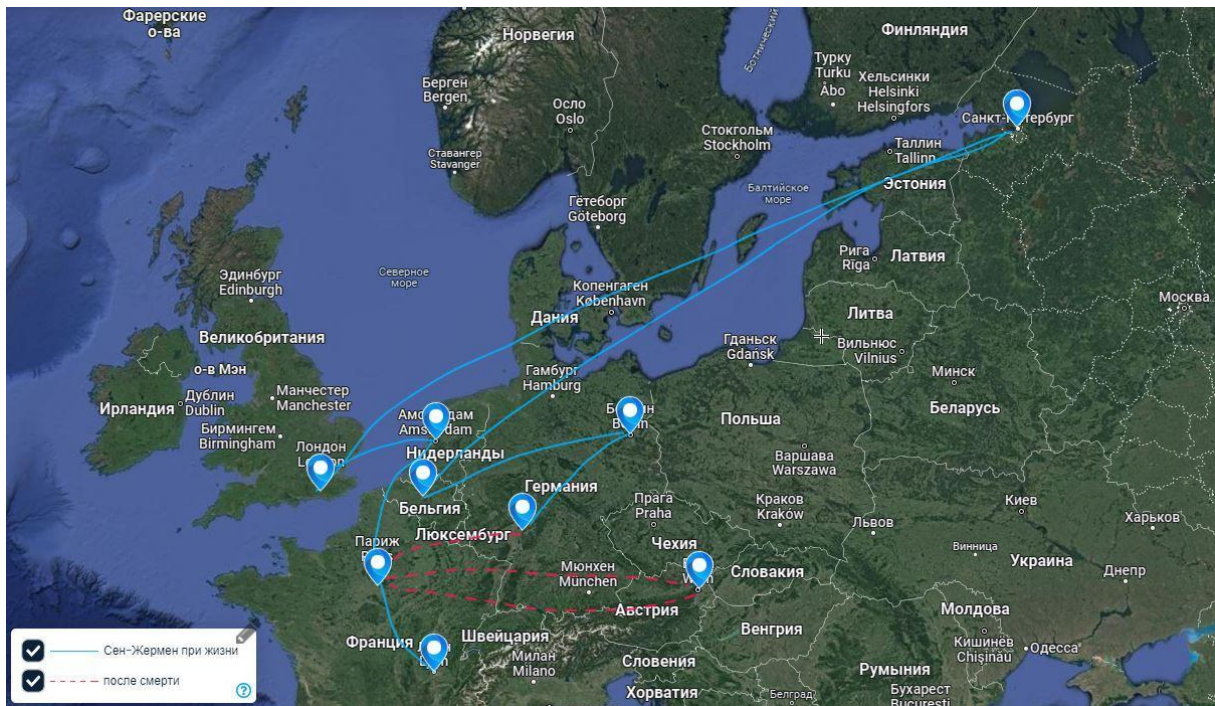 Фарерские
о-ва
Норвегия
Финляндия
Ботнический
Турку
Turku
Åbo
Хельсинки
Helsinki
Helsingfors
Берген
Bergen
Осло
Oslo
Санкт-Петербург
Стокгольм
Stockholm
Таллин
Tallinn
Ставангер
Stavanger
Эстония
Балтийское
море
Гётеборг
Göteborg
Рига
Rīga
Латвия
Северное
море
Эдинбург
Edinburgh
Копенгаген
København
Москва
Дания
Литва
Великобритания
Гданьск
Gdańsk
Вильнюс
Vilnius
о-в Мэн
Гамбург
Hamburg
Минск
Манчестер
Manchester
Дублин
Dublin
Ирландия
Беларусь
Польша
Бирмингем
Birmingham
Лондон
Нидерланды
Варшава
Warszawa
Германия
Бельгия
Прага
Praha
Краков
Kraków
Киев
Харьков
Львов
Люксембург
Париж
Чехия
Винница
Украина
Мюнхен
München
Словакия
Днепр
Австрия
Молдова
Венгрия
Франция
Швейцария
Кишинёв
Chişinău
Одесса
Милан
Milano
Словения
Румыния
Хорватия
Белград
Бухарест
București
Сен-Жермен при жизни
после смерти
?